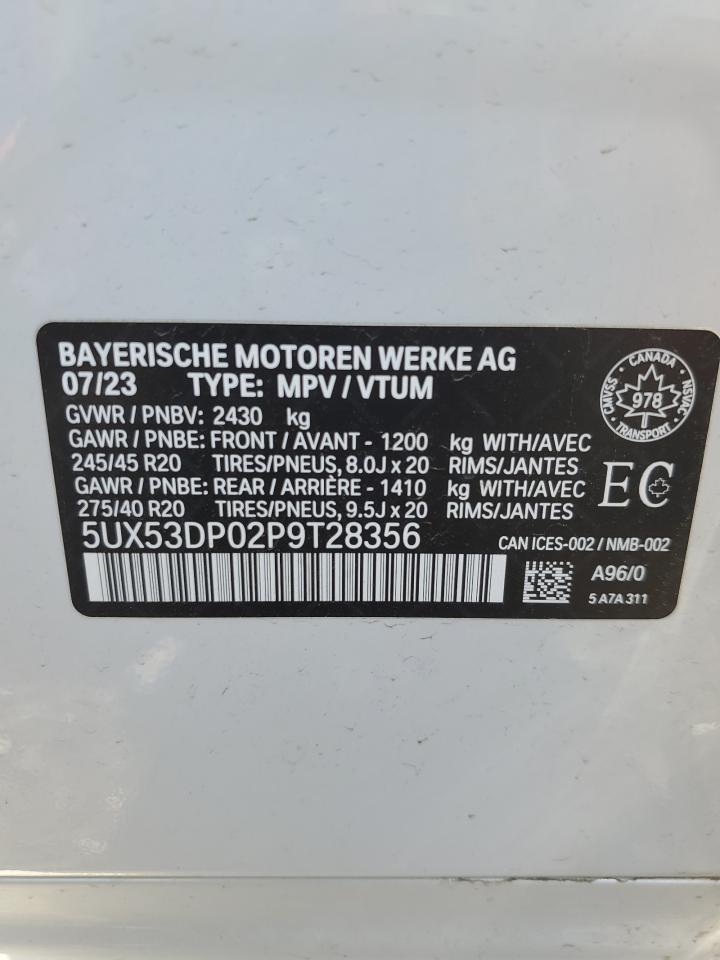 BAYERISCHE MOTOREN WERKE AG
07/23 TYPE: MPV / VTUM
GVWR / PNBV: 2430 kg
GAWR / PNBE: FRONT / AVANT - 1200 kg WITH/AVEC
245/45 R20 TIRES/PNEUS, 8.0J x 20 RIMS/JANTES
GAWR / PNBE: REAR / ARRIÈRE - 1410 kg WITH/AVEC
275/40 R20 TIRES/PNEUS, 9.5J x 20 RIMS/JANTES
5UX53DP02P9T28356
CANADA
CMVSS
978
NSVAC
TRANSPORT
EC
CAN ICES-002 / NMB-002
A96/0
5 A7A 311